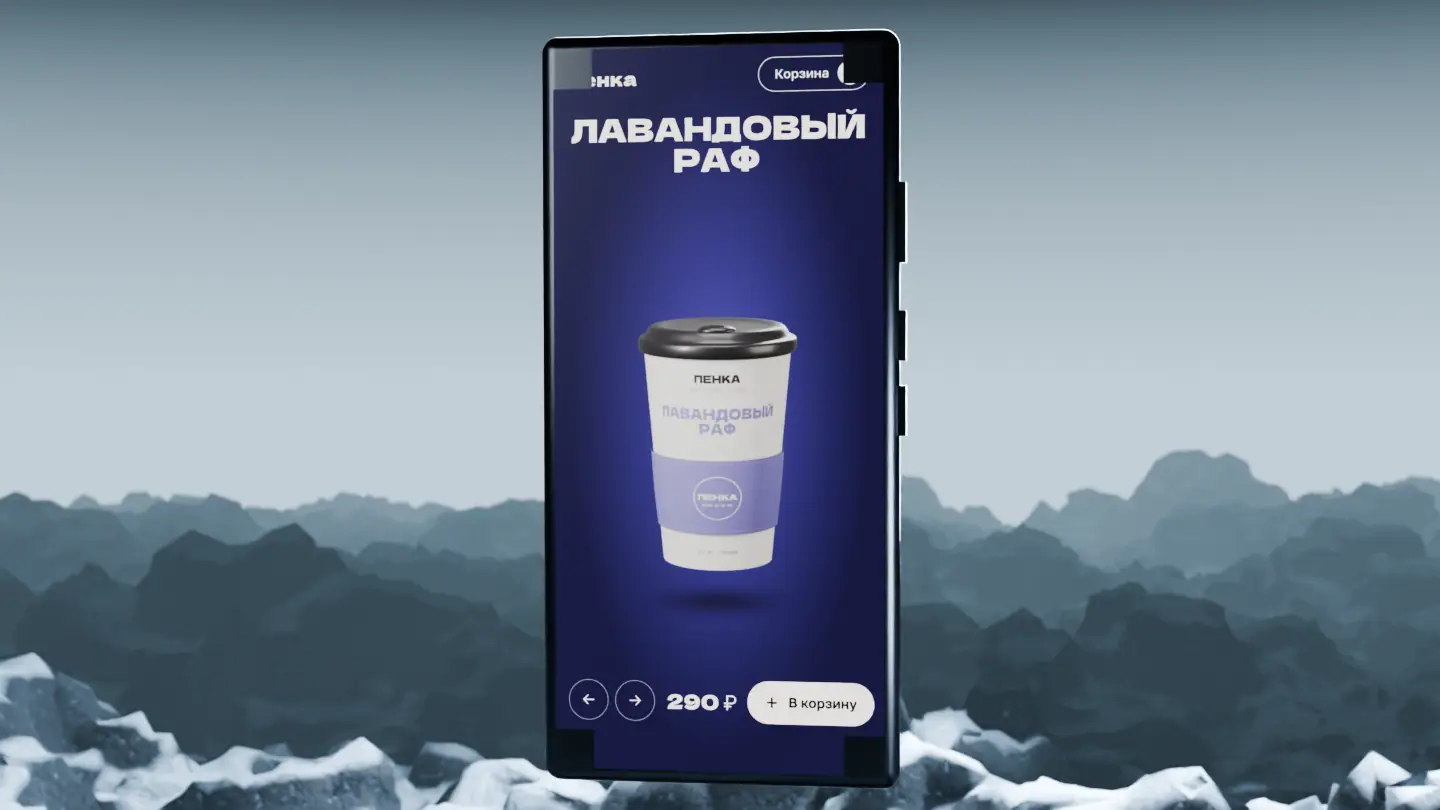 енка
Корзина
ЛАВАНДОВЫЙ
РАФ
ПЕНКА
ЛАВАНДОВЫЙ
РАФ
ПЕНКА
290 ₽
+ В корзину